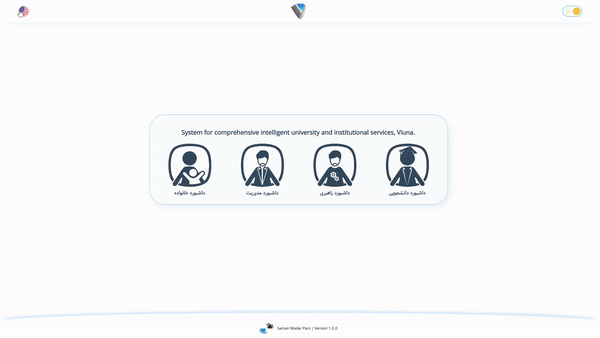 System for comprehensive intelligent university and institutional services, Viuna.
داشبورد خانواده
داشبورد مدیریت
داشبورد راهبری
داشبورد دانشجویی
Saman Madar Pars | Version 1.0.0